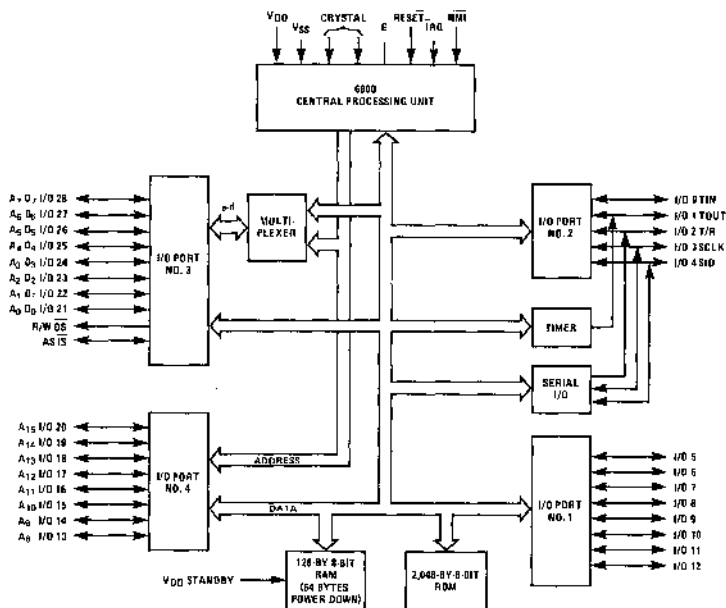 VDD
VSS
CRYSTAL
E
RESET
IRQ
NMI
6800
CENTRAL PROCESSING UNIT
A7 D7 I/O 28
A6 D6 I/O 27
A5 D5 I/O 26
A4 D4 I/O 25
A3 D3 I/O 24
A2 D2 I/O 23
A1 D1 I/O 22
A0 D0 I/O 21
R/W OS
AS IS
I/O PORT
NO. 3
MULTI-
PLEXER
I/O PORT
NO. 2
I/O 0 TIN
I/O 1 TOUT
I/O 2 T/R
I/O 3 SCLK
I/O 4 SIO
TIMER
SERIAL
I/O
A15 I/O 20
A14 I/O 19
A13 I/O 18
A12 I/O 17
A11 I/O 16
A10 I/O 15
A9 I/O 14
A8 I/O 13
I/O PORT
NO. 4
ADDRESS
DATA
I/O PORT
NO. 1
I/O 5
I/O 6
I/O 7
I/O 8
I/O 9
I/O 10
I/O 11
I/O 12
VDD STANDBY
128-BY 8-BIT
RAM
(64 BYTES
POWER DOWN)
2,048-BY-8-BIT
ROM